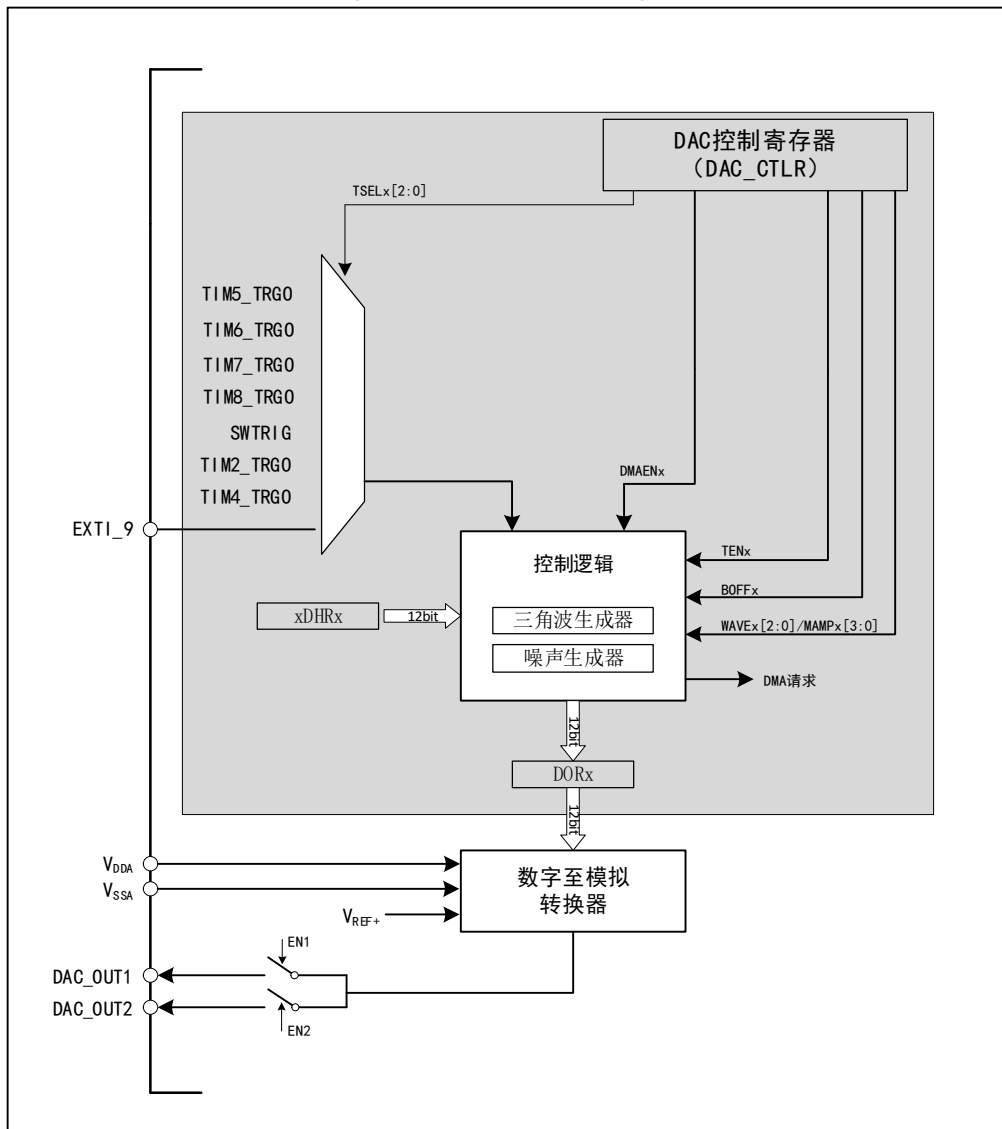 DAC控制寄存器
(DAC_CTLR)
TSELx[2:0]
TIM5_TRGO
TIM6_TRGO
TIM7_TRGO
TIM8_TRGO
SWTRIG
TIM2_TRGO
TIM4_TRGO
EXTI_9
DMAENx
TENx
BOFFx
WAVEx[2:0]/MAMPx[3:0]
控制逻辑
三角波生成器
噪声生成器
xDHRx
12bit
DMA请求
12bit
DORx
12bit
VDDA
VSSA
VREF+
数字至模拟
转换器
EN1
DAC_OUT1
DAC_OUT2
EN2